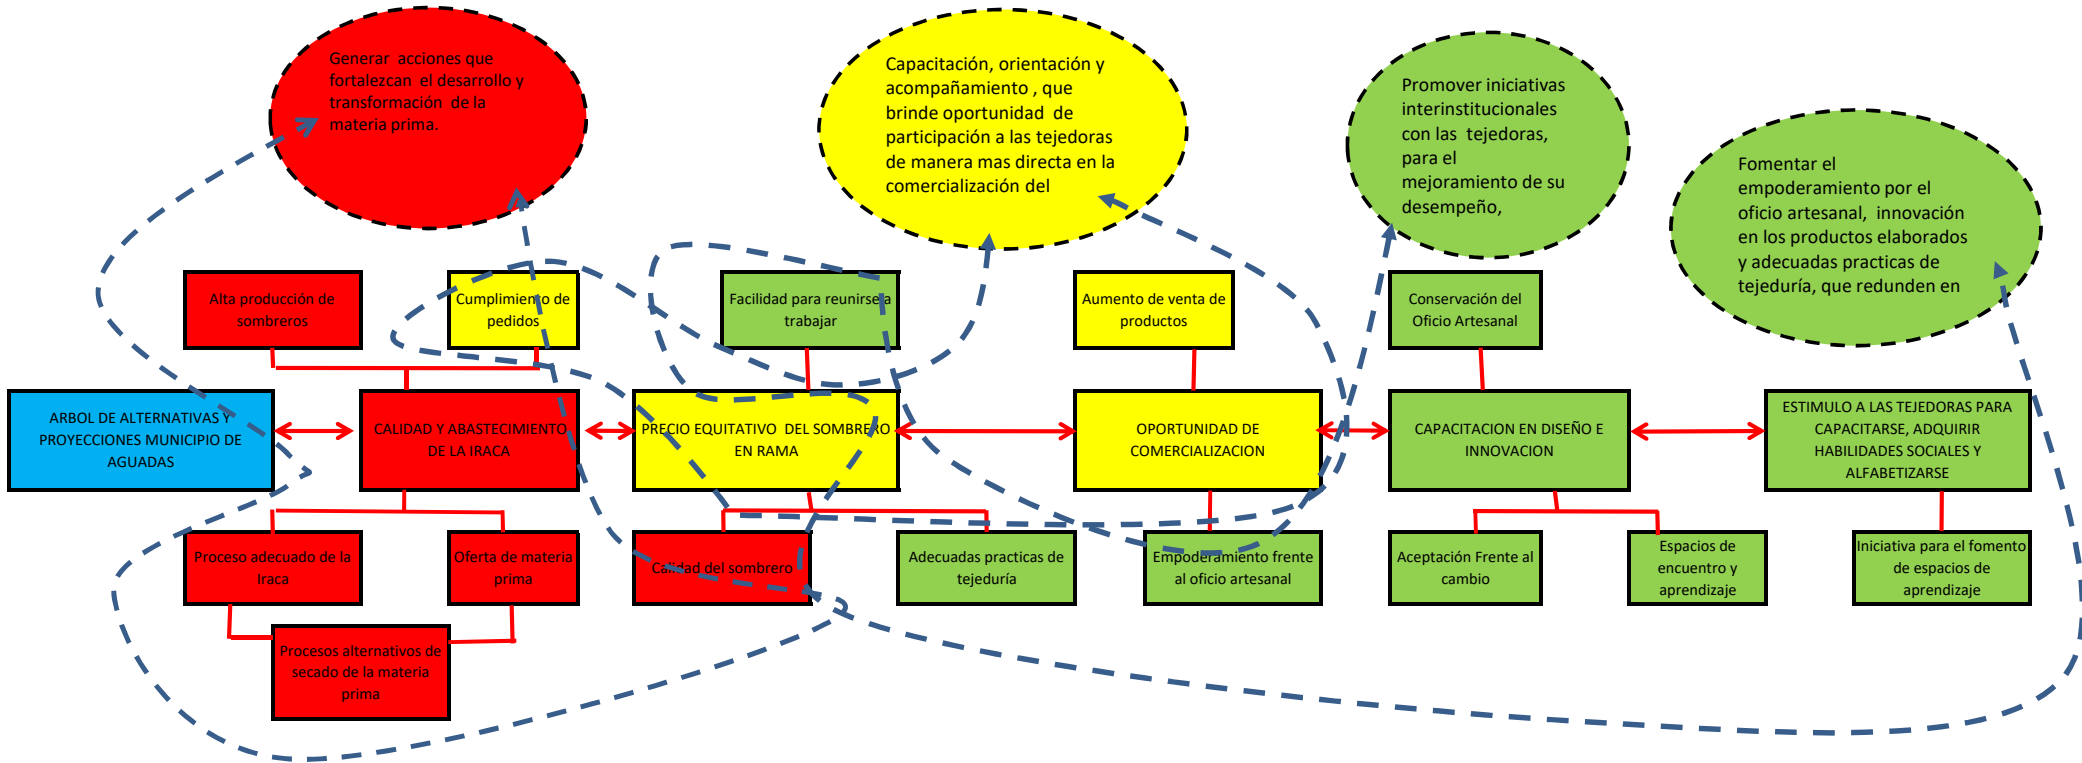 Generar acciones que
fortalezcan el desarrollo y
transformación de la
materia prima.
Capacitación, orientación y
acompañamiento , que
brinde oportunidad de
participación a las tejedoras
de manera mas directa en la
comercialización del
Promover iniciativas
interinstitucionales
con las tejedoras,
para el
mejoramiento de su
desempeño,
Fomentar el
empoderamiento por el
oficio artesanal, innovación
en los productos elaborados
y adecuadas practicas de
tejeduría, que redunden en
Alta producción de
sombreros
Cumplimiento de
pedidos
Facilidad para reunirse a
trabajar
Aumento de venta de
productos
Conservación del
Oficio Artesanal
ARBOL DE ALTERNATIVAS Y
PROYECCIONES MUNICIPIO DE
AGUADAS
CALIDAD Y ABASTECIMIENTO
DE LA IRACA
PRECIO EQUITATIVO DEL SOMBRERO
EN RAMA
OPORTUNIDAD DE
COMERCIALIZACION
CAPACITACION EN DISEÑO E
INNOVACION
ESTIMULO A LAS TEJEDORAS PARA
CAPACITARSE, ADQUIRIR
HABILIDADES SOCIALES Y
ALFABETIZARSE
Proceso adecuado de la
Iraca
Oferta de materia
prima
Calidad del sombrero
Adecuadas practicas de
tejeduría
Empoderamiento frente
al oficio artesanal
Aceptación Frente al
cambio
Espacios de
encuentro y
aprendizaje
Iniciativa para el fomento
de espacios de
aprendizaje
Procesos alternativos de
secado de la materia
prima